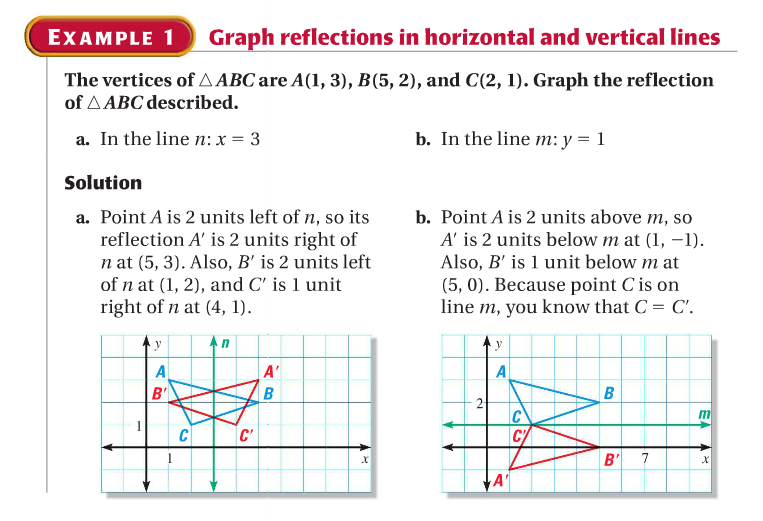 EXAMPLE 1 Graph reflections in horizontal and vertical lines
The vertices of △ABC are A(1, 3), B(5, 2), and C(2, 1). Graph the reflection
of △ABC described.
a. In the line n: x = 3
b. In the line m: y = 1
Solution
a. Point A is 2 units left of n, so its
reflection A′ is 2 units right of
n at (5, 3). Also, B′ is 2 units left
of n at (1, 2), and C′ is 1 unit
right of n at (4, 1).
b. Point A is 2 units above m, so
A′ is 2 units below m at (1, −1).
Also, B′ is 1 unit below m at
(5, 0). Because point C is on
line m, you know that C = C′.
y n
A A′
B′ B
1
C C′
1 x
y
A
B
2
C m
C′
B′ 7 x
A′